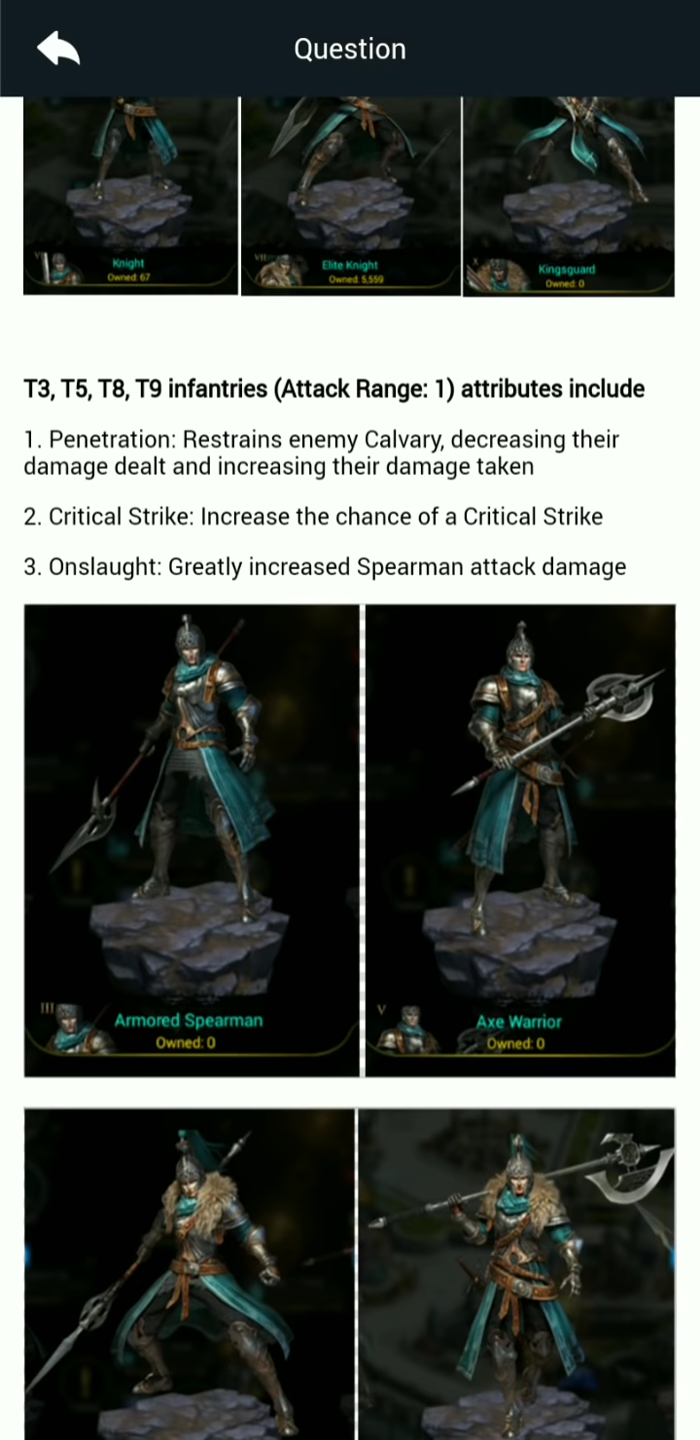 Question
Knight
Owned: 67
VII
Elite Knight
Owned: 5,559
X
Kingsguard
Owned: 0
T3, T5, T8, T9 infantries (Attack Range: 1) attributes include
1. Penetration: Restrains enemy Calvary, decreasing their
damage dealt and increasing their damage taken
2. Critical Strike: Increase the chance of a Critical Strike
3. Onslaught: Greatly increased Spearman attack damage
III
Armored Spearman
Owned: 0
V
Axe Warrior
Owned: 0